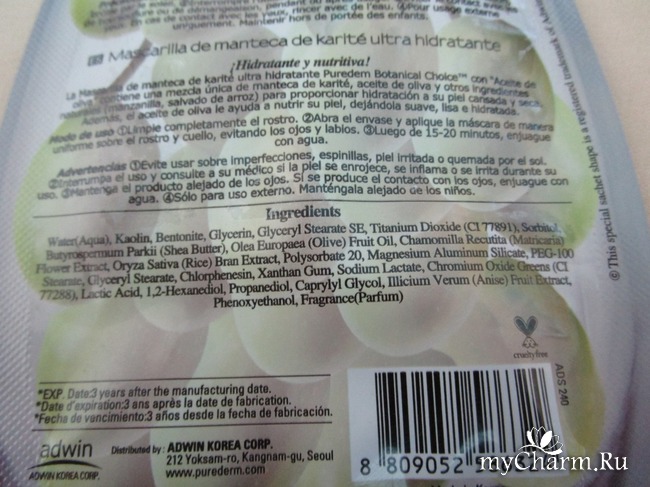 uniquement. Maintenir hors de portée des enfants.
ES Mascarilla de manteca de karité ultra hidratante
¡Hidratante y nutritiva!
La Mascarilla de manteca de karité ultra hidratante Purederm Botanical Choice™ con "Aceite de
oliva" contiene una mezcla única de manteca de karité, aceite de oliva y otros ingredientes
naturales (manzanilla, salvado de arroz) para proporcionar hidratación a su piel cansada y seca.
Además, el aceite de oliva le ayuda a nutrir su piel, dejándola suave, lisa e hidratada.
Modo de uso ①Limpie completamente el rostro. ②Abra el envase y aplique la máscara de manera
uniforme sobre el rostro y cuello, evitando los ojos y labios. ③Luego de 15-20 minutos, enjuague
con agua.
Advertencias ①Evite usar sobre imperfecciones, espinillas, piel irritada o quemada por el sol.
②Interrumpa el uso y consulte a su médico si la piel se enrojece, se inflama o se irrita durante su
uso. ③Mantenga el producto alejado de los ojos. Si se produce el contacto con los ojos, enjuague con
agua. ④Sólo para uso externo. Manténgala alejado de los niños.
Ingredients
Water(Aqua), Kaolin, Bentonite, Glycerin, Glyceryl Stearate SE, Titanium Dioxide (CI 77891), Sorbitol,
Butyrospermum Parkii (Shea Butter), Olea Europaea (Olive) Fruit Oil, Chamomilla Recutita (Matricaria)
Flower Extract, Oryza Sativa (Rice) Bran Extract, Polysorbate 20, Magnesium Aluminum Silicate, PEG-100
Stearate, Glyceryl Stearate, Chlorphenesin, Xanthan Gum, Sodium Lactate, Chromium Oxide Greens (CI
77288), Lactic Acid, 1,2-Hexanediol, Propanediol, Caprylyl Glycol, Illicium Verum (Anise) Fruit Extract,
Phenoxyethanol, Fragrance(Parfum)
© This special sachet shape is a registered trademark of
cruelty free
ADS 240
*EXP. Date:3 years after the manufacturing date.
*Date d'expiration:3 ans après la date de fabrication.
*Fecha de vencimiento:3 años desde la fecha de fabricación.
adwin
ADWIN KOREA CORP.
Distributed by: ADWIN KOREA CORP.
212 Yoksam-ro, Kangnam-gu, Seoul
www.purederm.com
8 809052
myCharm.Ru